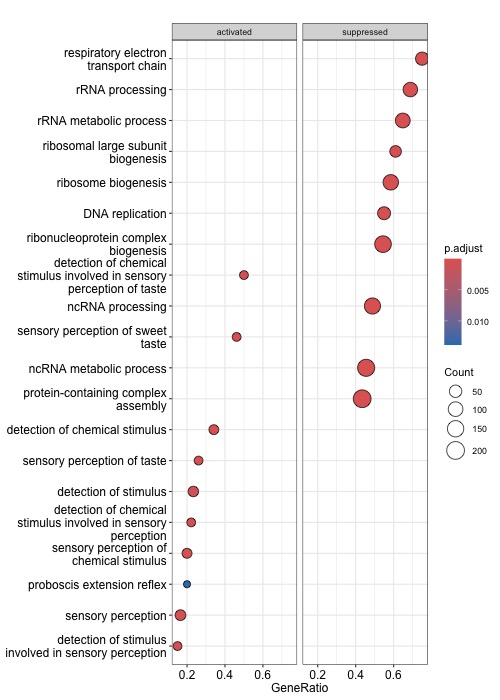 activated
suppressed
respiratory electron
transport chain
rRNA processing
rRNA metabolic process
ribosomal large subunit
biogenesis
ribosome biogenesis
DNA replication
ribonucleoprotein complex
biogenesis
detection of chemical
stimulus involved in sensory
perception of taste
ncRNA processing
sensory perception of sweet
taste
ncRNA metabolic process
protein-containing complex
assembly
detection of chemical stimulus
sensory perception of taste
detection of stimulus
detection of chemical
stimulus involved in sensory
perception
sensory perception of
chemical stimulus
proboscis extension reflex
sensory perception
detection of stimulus
involved in sensory perception
0.2 0.4 0.6
0.2 0.4 0.6
GeneRatio
p.adjust
0.005
0.010
Count
50
100
150
200